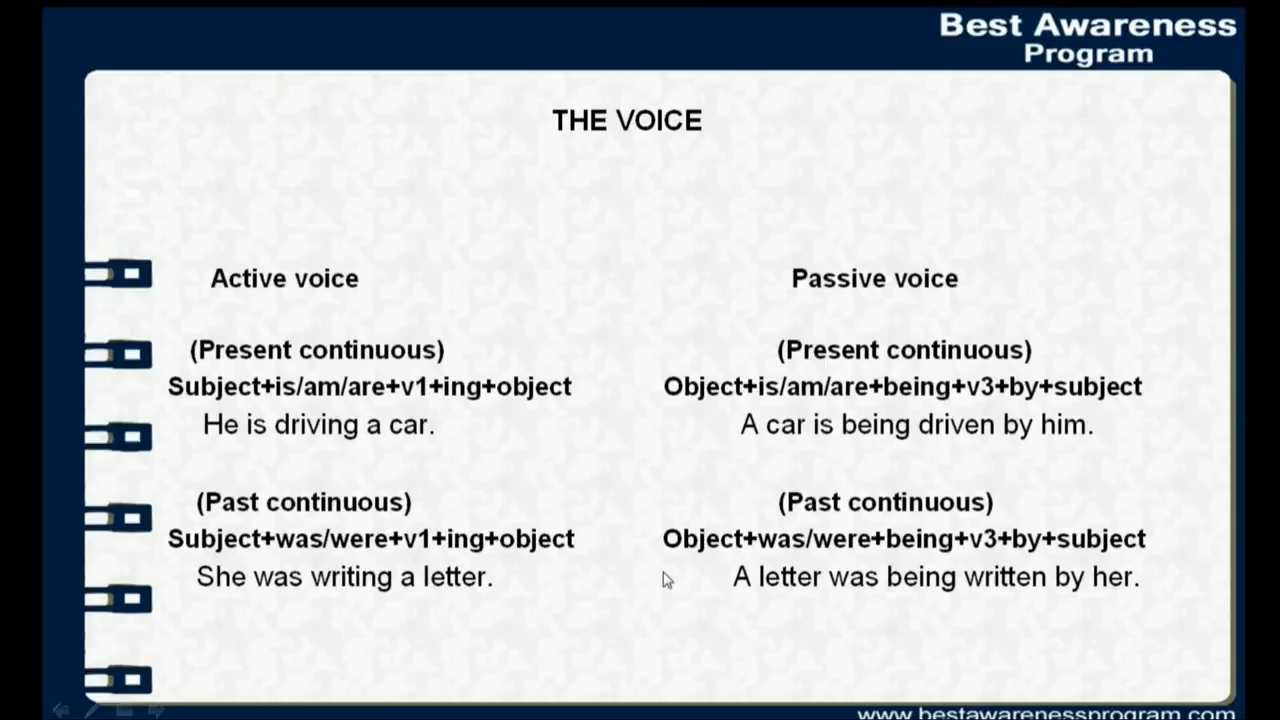 Best Awareness
Program
THE VOICE
Active voice
Passive voice
(Present continuous)
(Present continuous)
Subject+is/am/are+v1+ing+object
Object+is/am/are+being+v3+by+subject
He is driving a car.
A car is being driven by him.
(Past continuous)
(Past continuous)
Subject+was/were+v1+ing+object
Object+was/were+being+v3+by+subject
She was writing a letter.
A letter was being written by her.
www.bestawarenessprogram.com